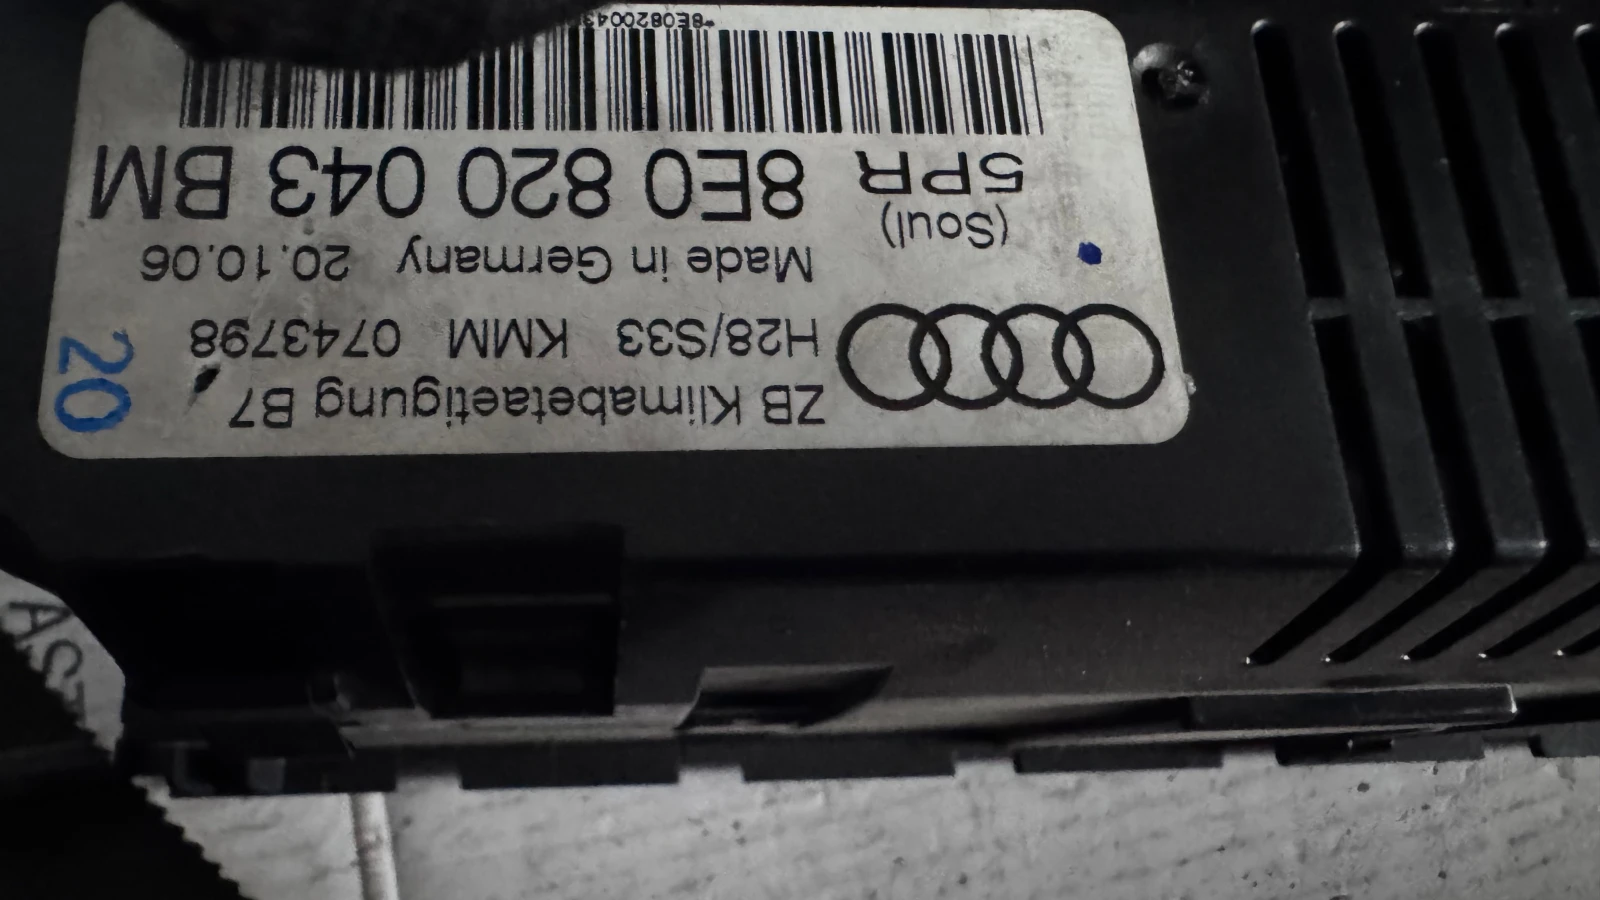 ZB Klimabetaetigung B7
H28/S33 KMM 0743798
20
Made in Germany 20.10.06
(Soul)
5PR 8E0 820 043 BM